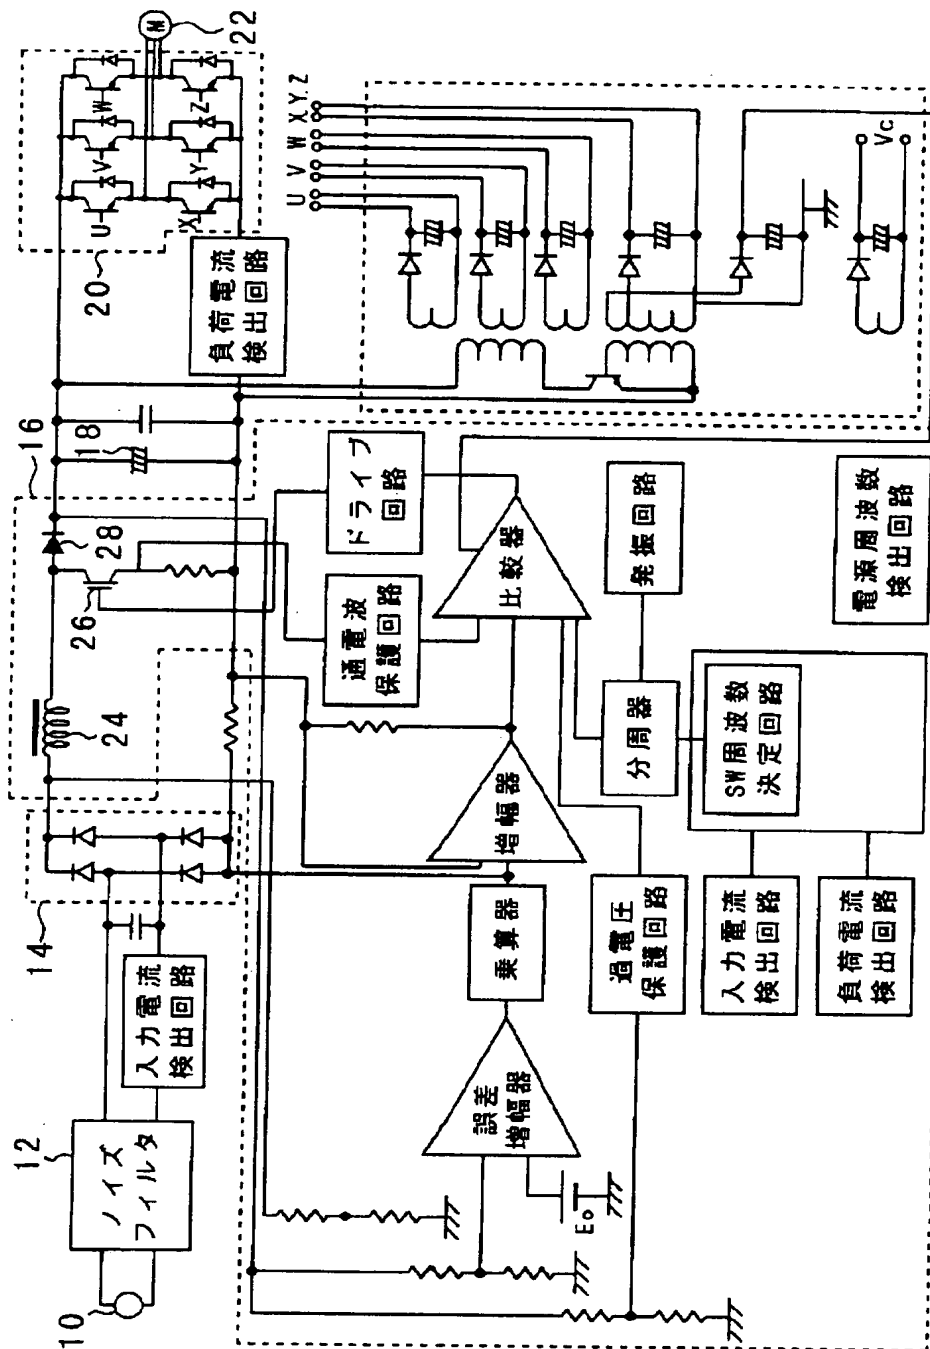 10
12
ノイズ
フィルタ
入力電流
検出回路
14
24
16
26
28
18
負荷電流
検出回路
20
U
V
W
X
Y
Z
M
22
U
V
W
X
Y.Z
Vc
ドライブ
回路
通電波
保護回路
比較器
発振回路
分周器
SW周波数
決定回路
電源周波数
検出回路
増幅器
乗算器
誤差
増幅器
Eo
過電圧
保護回路
入力電流
検出回路
負荷電流
検出回路